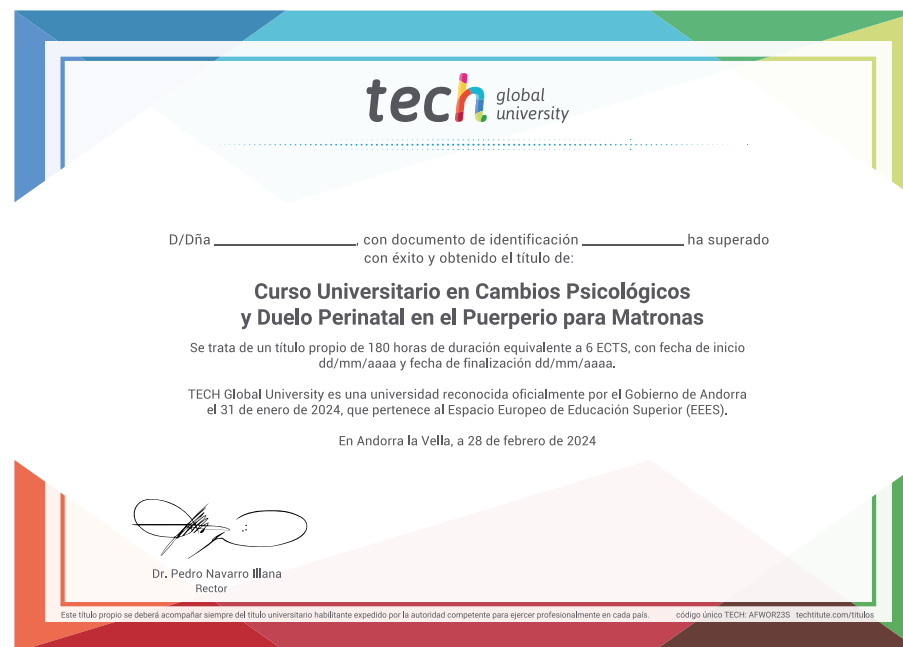 tech global university
D/Dña ____________, con documento de identificación ____________ ha superado
con éxito y obtenido el título de:
Curso Universitario en Cambios Psicológicos
y Duelo Perinatal en el Puerperio para Matronas
Se trata de un título propio de 180 horas de duración equivalente a 6 ECTS, con fecha de inicio
dd/mm/aaaa y fecha de finalización dd/mm/aaaa.
TECH Global University es una universidad reconocida oficialmente por el Gobierno de Andorra
el 31 de enero de 2024, que pertenece al Espacio Europeo de Educación Superior (EEES).
En Andorra la Vella, a 28 de febrero de 2024
Dr. Pedro Navarro Illana
Rector
Este título propio se deberá acompañar siempre del título universitario habilitante expedido por la autoridad competente para ejercer profesionalmente en cada país. código único TECH: AFWOR23S techtitute.com/titulos